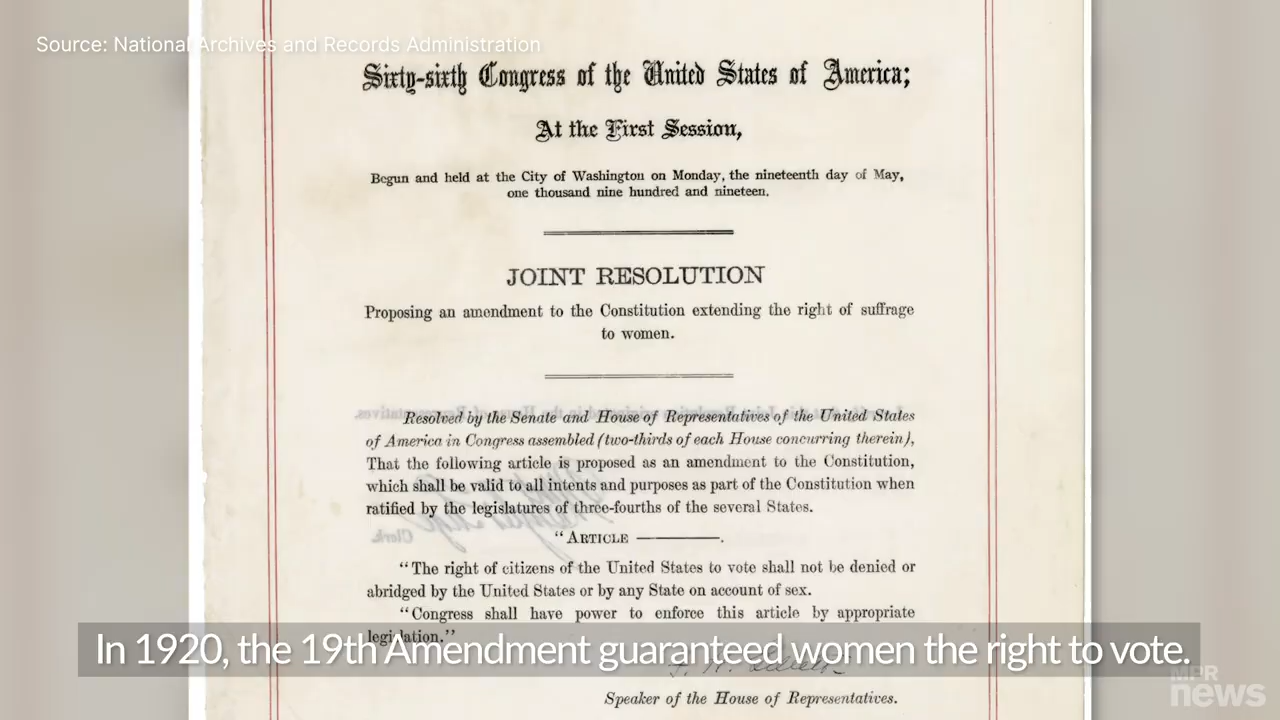 Source: National Archives and Records Administration
Sixty-sixth Congress of the United States of America;
At the First Session,
Begun and held at the City of Washington on Monday, the nineteenth day of May,
one thousand nine hundred and nineteen.
JOINT RESOLUTION
Proposing an amendment to the Constitution extending the right of suffrage
to women.
Resolved by the Senate and House of Representatives of the United States
of America in Congress assembled (two-thirds of each House concurring therein),
That the following article is proposed as an amendment to the Constitution,
which shall be valid to all intents and purposes as part of the Constitution when
ratified by the legislatures of three-fourths of the several States.
"ARTICLE ———.
"The right of citizens of the United States to vote shall not be denied or
abridged by the United States or by any State on account of sex.
"Congress shall have power to enforce this article by appropriate
legislation."
In 1920, the 19th Amendment guaranteed women the right to vote.
Speaker of the House of Representatives.
MPR
news